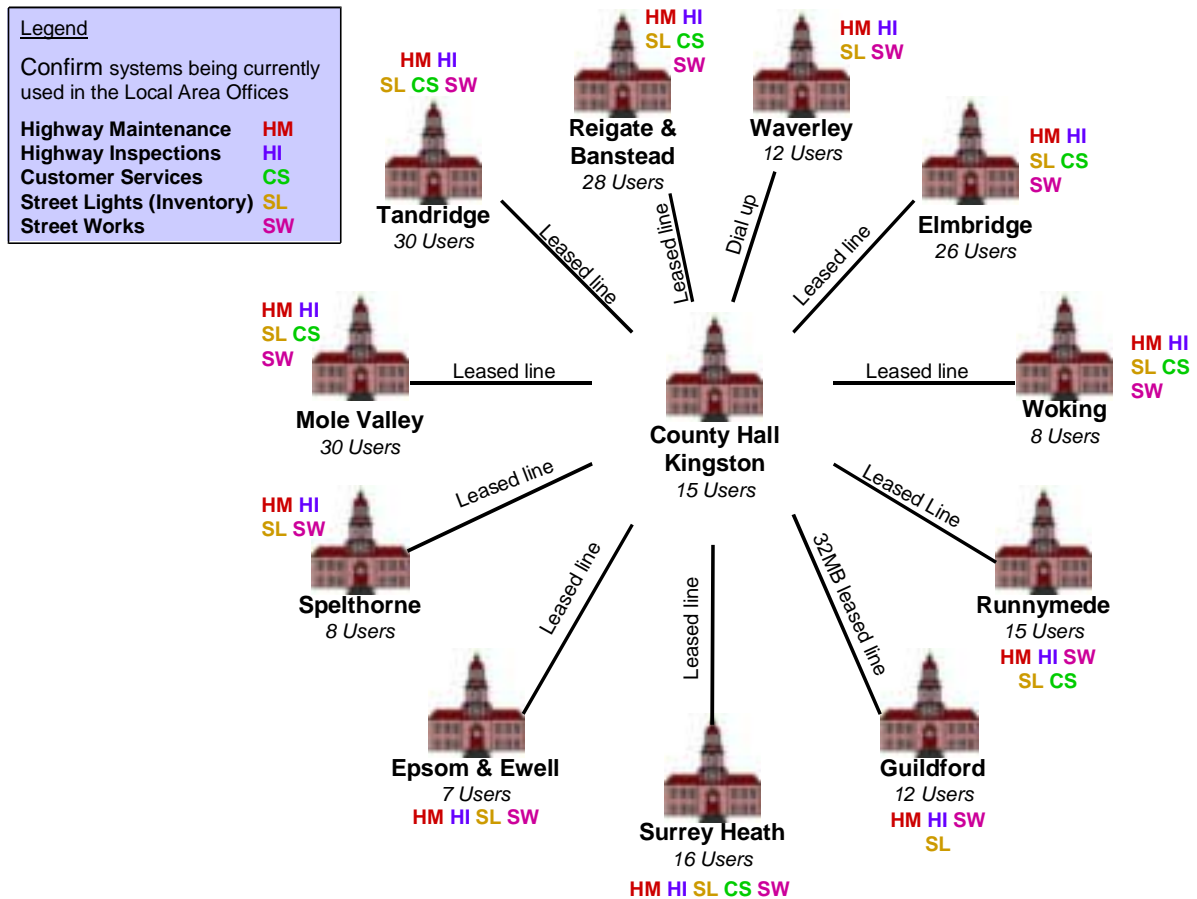 Legend
Confirm systems being currently
used in the Local Area Offices
Highway Maintenance HM
Highway Inspections HI
Customer Services CS
Street Lights (Inventory) SL
Street Works SW
HM HI
SL CS SW
Tandridge
30 Users
Leased line
HM HI
SL CS
SW
Reigate &
Banstead
28 Users
Leased line
HM HI
SL SW
Waverley
12 Users
Dial up
HM HI
SL CS
SW
Elmbridge
26 Users
Leased line
HM HI
SL CS
SW
Mole Valley
30 Users
Leased line
County Hall
Kingston
15 Users
Leased line
HM HI
SL CS
SW
Woking
8 Users
HM HI
SL SW
Spelthorne
8 Users
Leased line
Leased Line
Runnymede
15 Users
HM HI SW
SL CS
Leased line
Epsom & Ewell
7 Users
HM HI SL SW
Leased line
Surrey Heath
16 Users
HM HI SL CS SW
32MB leased line
Guildford
12 Users
HM HI SW
SL